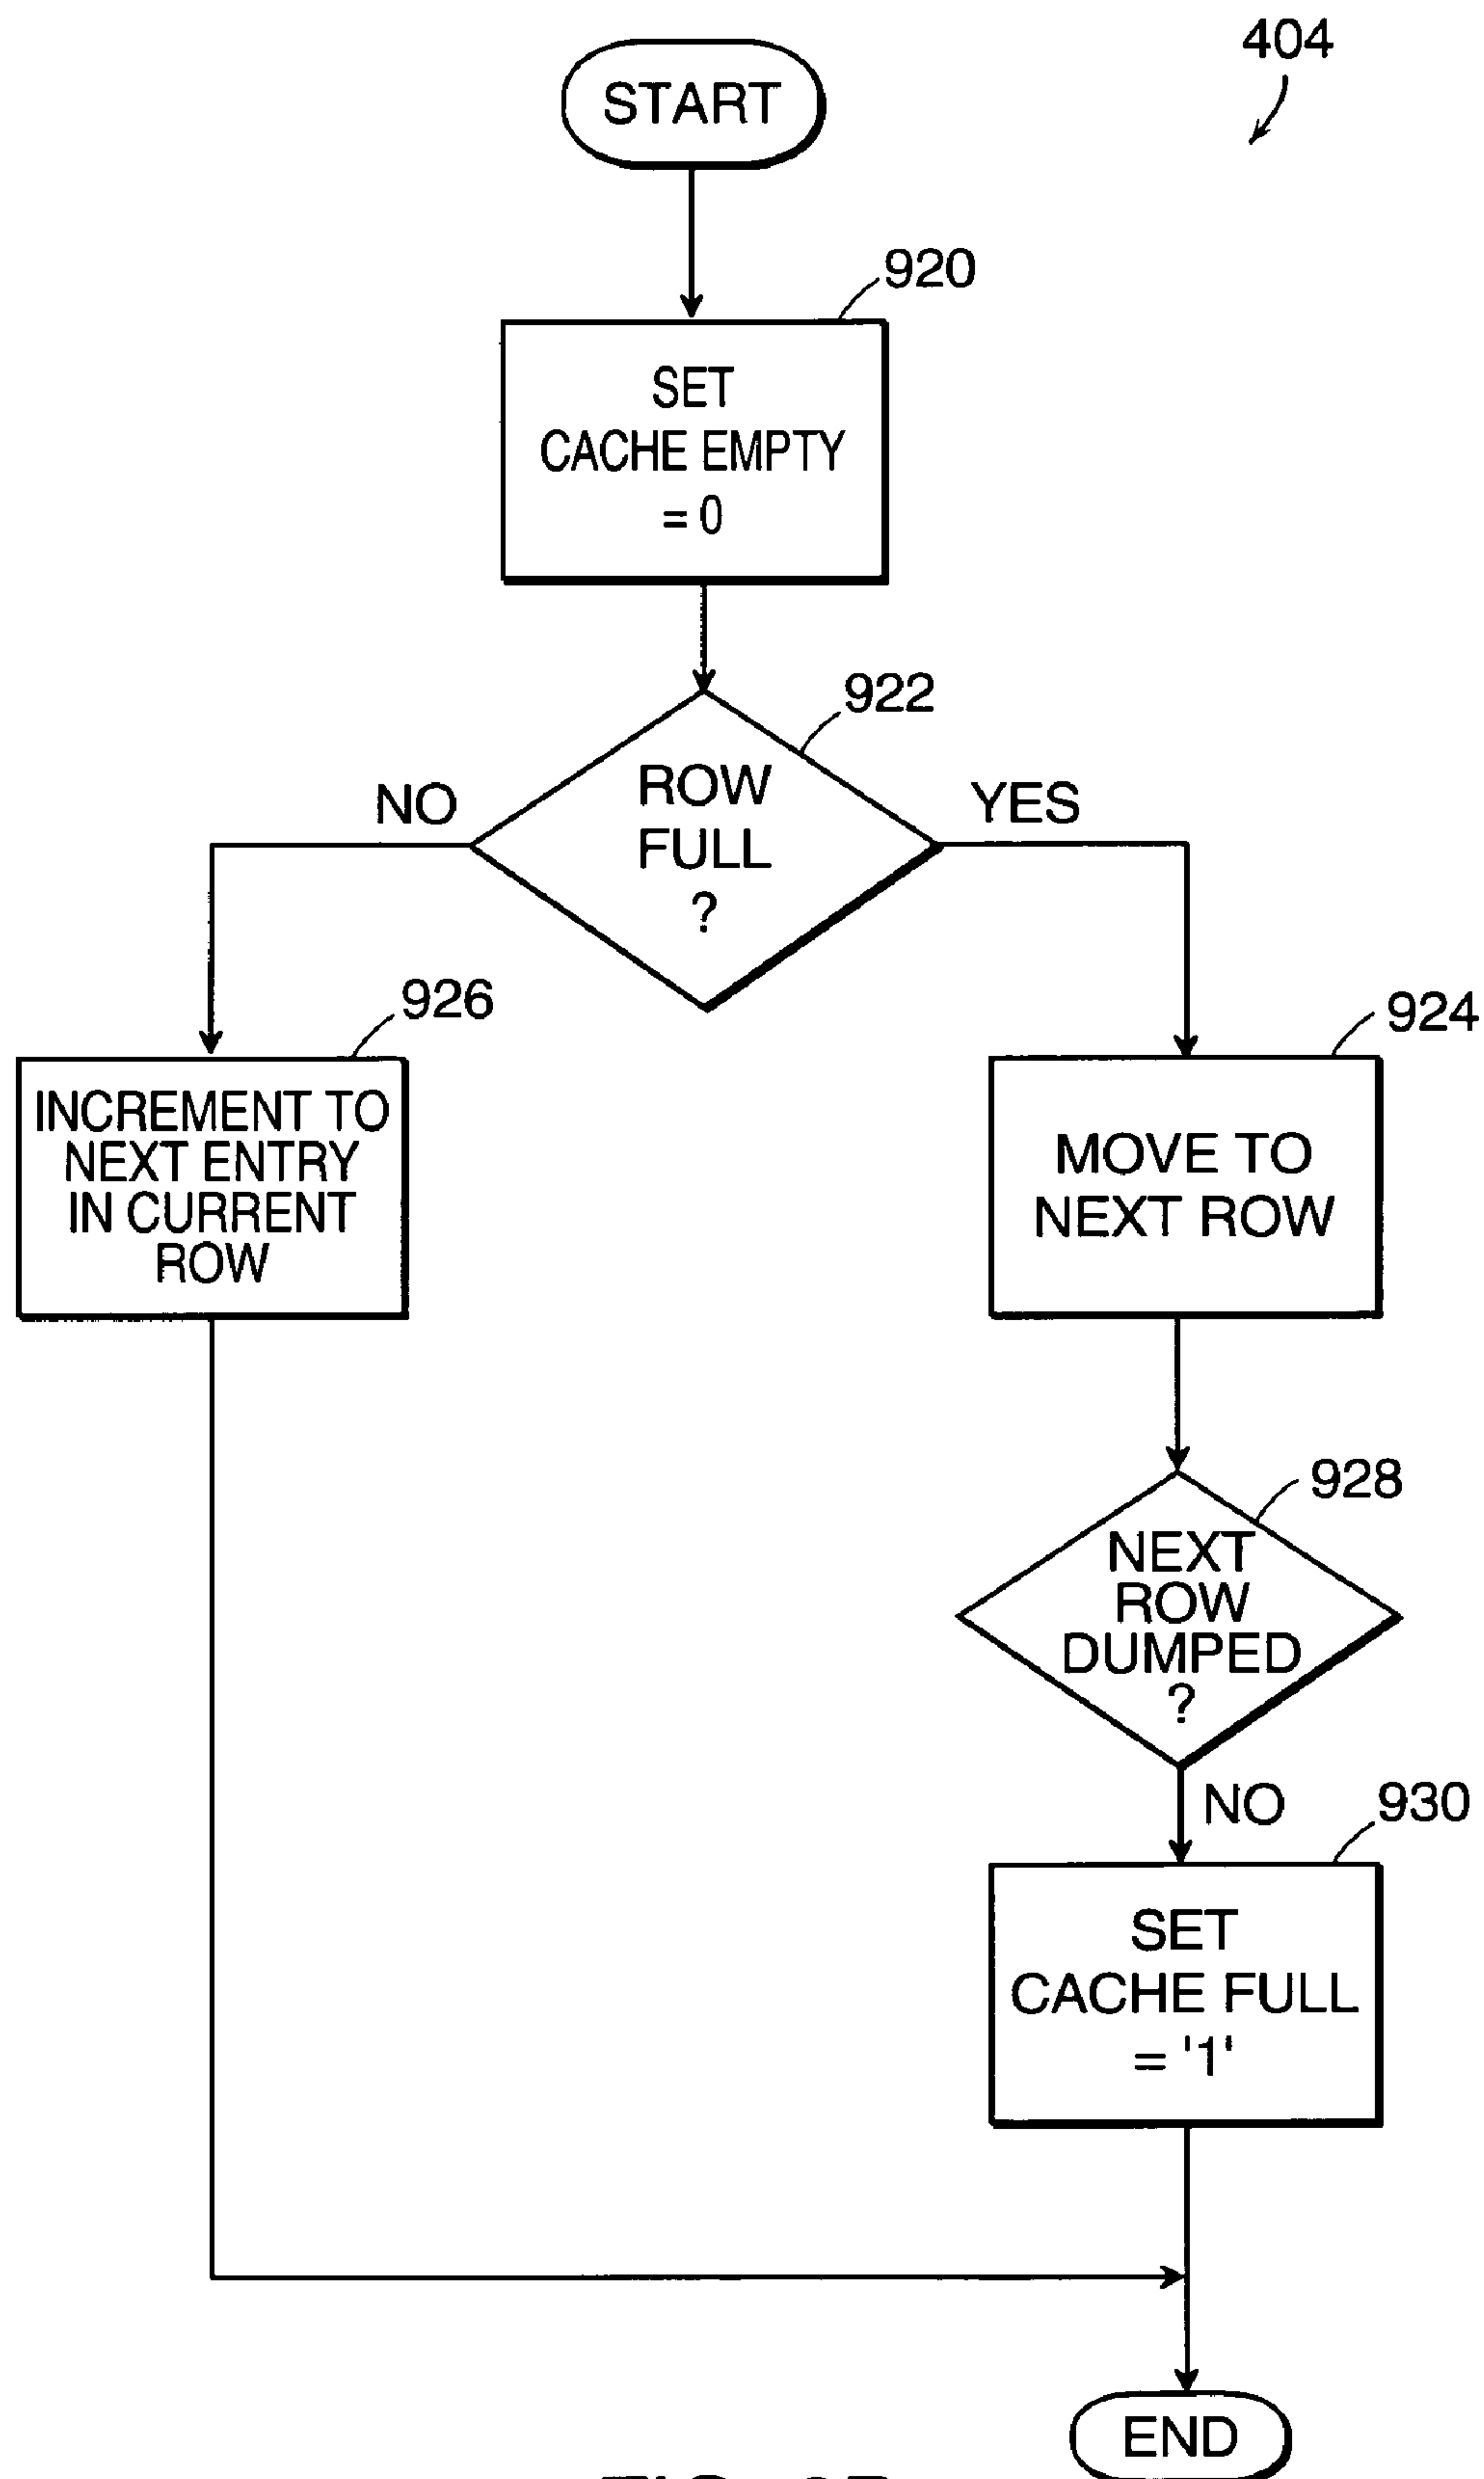 404
START
920
SET
CACHE EMPTY
= 0
922
ROW
FULL
?
NO
YES
926
INCREMENT TO
NEXT ENTRY
IN CURRENT
ROW
924
MOVE TO
NEXT ROW
928
NEXT
ROW
DUMPED
?
NO
930
SET
CACHE FULL
= '1'
END